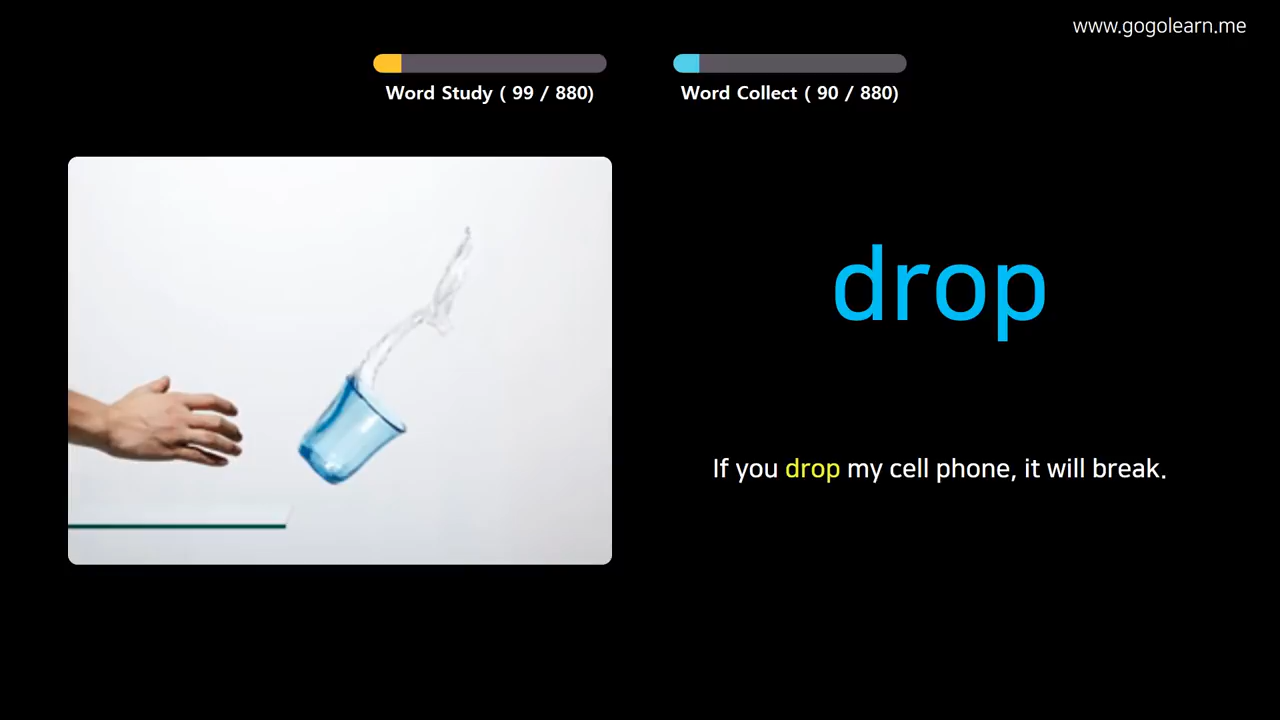 www.gogolearn.me
Word Study ( 99 / 880)
Word Collect ( 90 / 880)
drop
If you drop my cell phone, it will break.